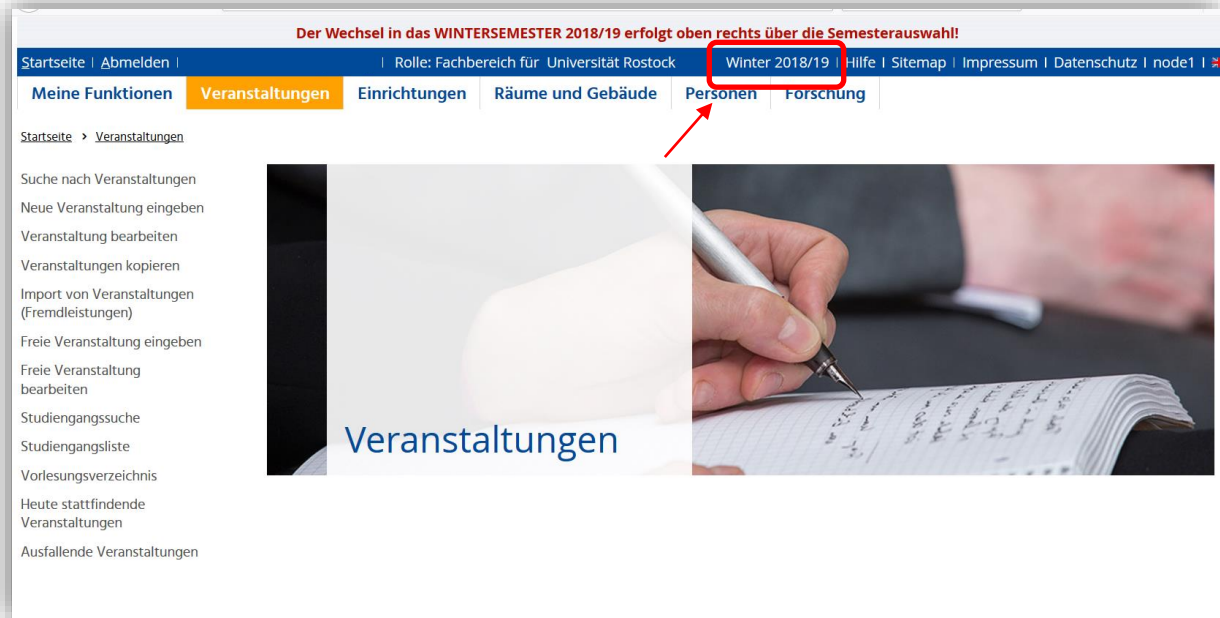 Der Wechsel in das WINTERSEMESTER 2018/19 erfolgt oben rechts über die Semesterauswahl!
Startseite | Abmelden | | Rolle: Fachbereich für Universität Rostock Winter 2018/19 | Hilfe | Sitemap | Impressum | Datenschutz | node1 |
Meine Funktionen Veranstaltungen Einrichtungen Räume und Gebäude Personen Forschung
Startseite > Veranstaltungen
Suche nach Veranstaltungen
Neue Veranstaltung eingeben
Veranstaltung bearbeiten
Veranstaltungen kopieren
Import von Veranstaltungen
(Fremdleistungen)
Freie Veranstaltung eingeben
Freie Veranstaltung
bearbeiten
Studiengangssuche
Studiengangsliste
Vorlesungsverzeichnis
Heute stattfindende
Veranstaltungen
Ausfallende Veranstaltungen
Veranstaltungen